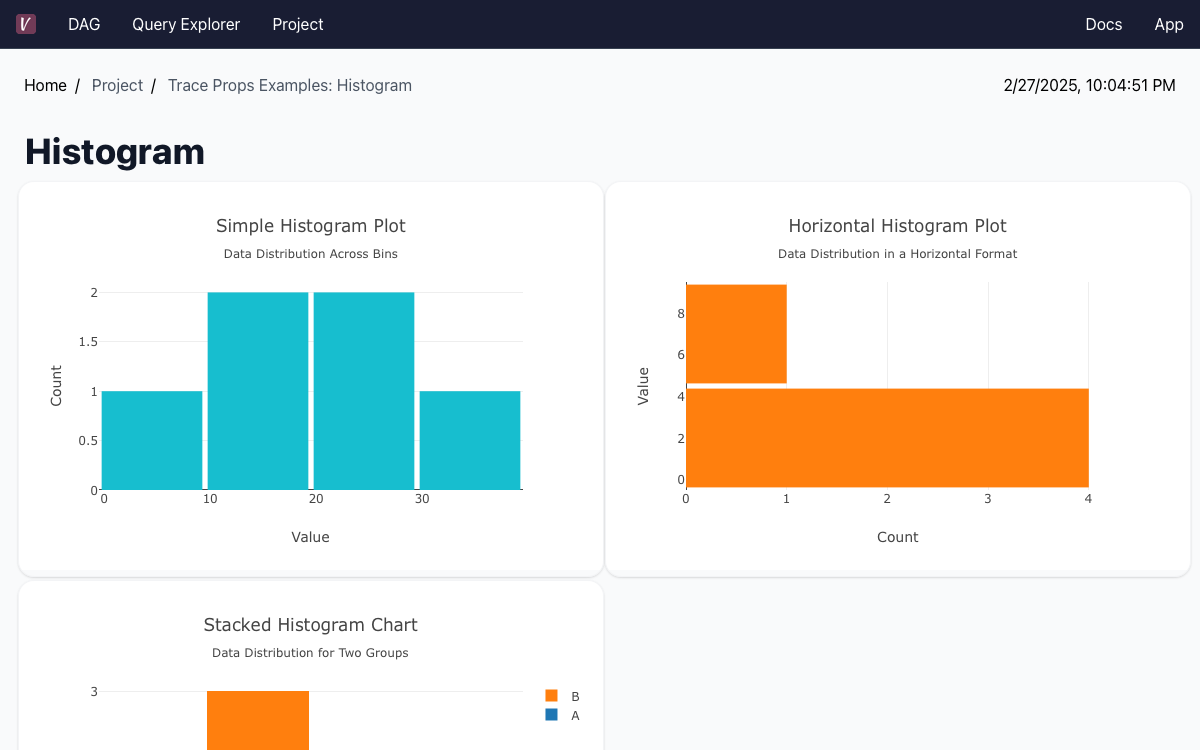 V DAG Query Explorer Project Docs App
Home / Project / Trace Props Examples: Histogram 2/27/2025, 10:04:51 PM
Histogram
Simple Histogram Plot
Data Distribution Across Bins
2
1.5
1
0.5
0
Count
0 10 20 30
Value
Horizontal Histogram Plot
Data Distribution in a Horizontal Format
8
6
4
2
0
Value
0 1 2 3 4
Count
Stacked Histogram Chart
Data Distribution for Two Groups
3
B
A